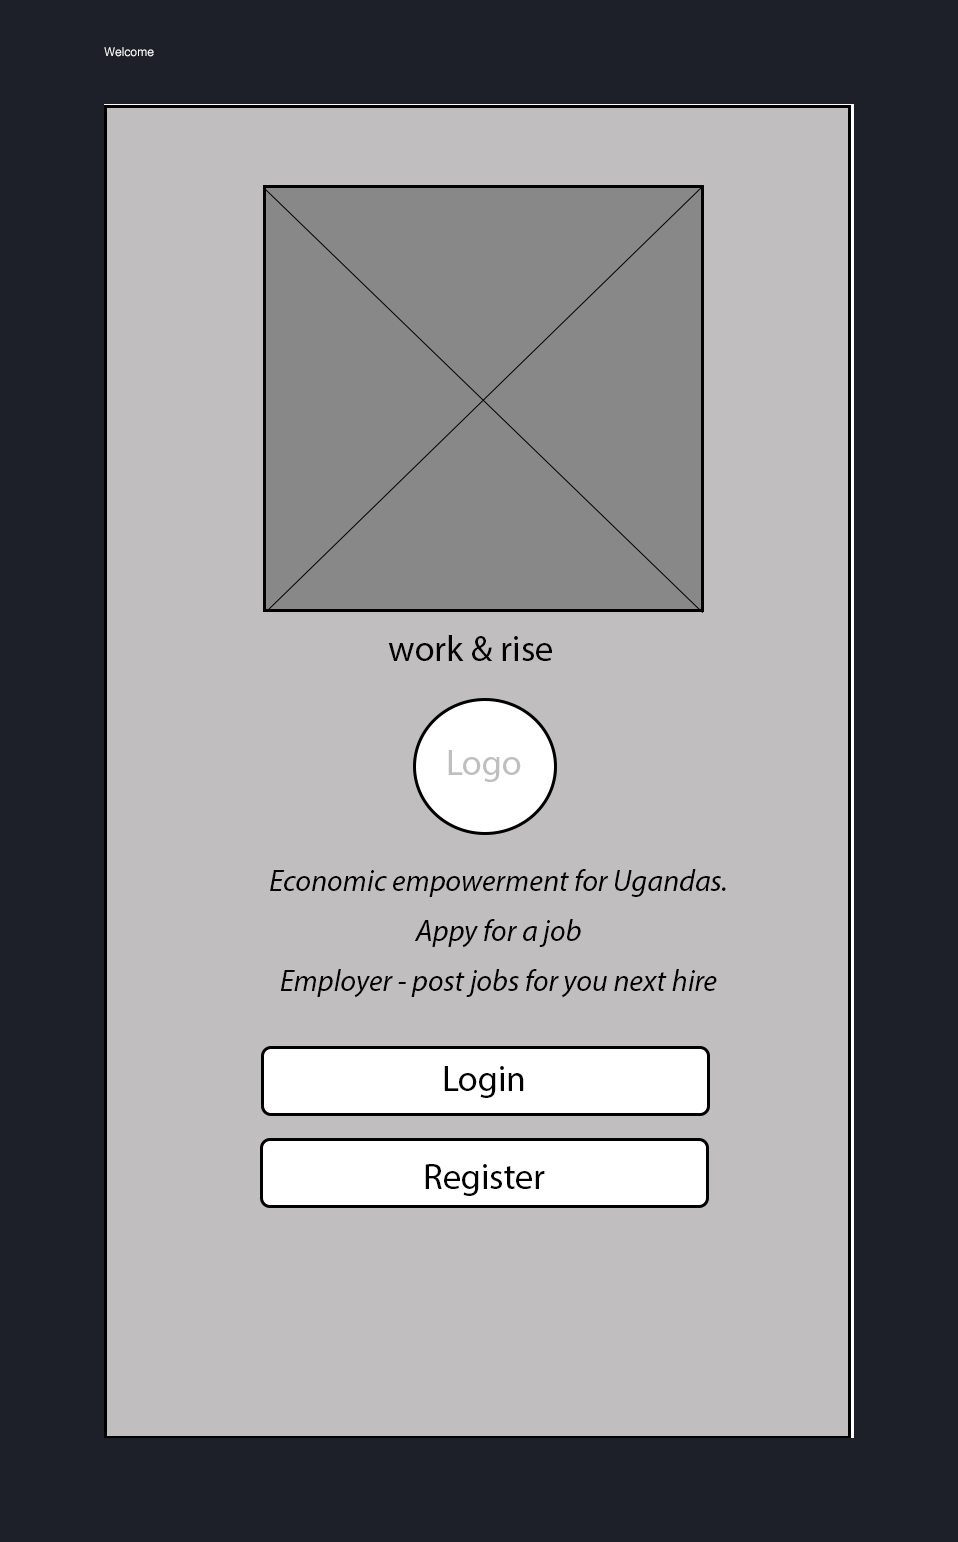 Welcome
work & rise
Logo
Economic empowerment for Ugandas.
Appy for a job
Employer - post jobs for you next hire
Login
Register